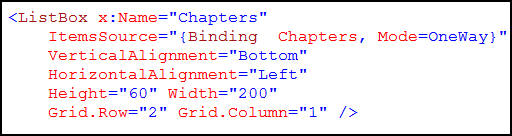 <ListBox x:Name="Chapters"
ItemsSource="{Binding  Chapters, Mode=OneWay}"
VerticalAlignment="Bottom"
HorizontalAlignment="Left"
Height="60" Width="200"
Grid.Row="2" Grid.Column="1" />